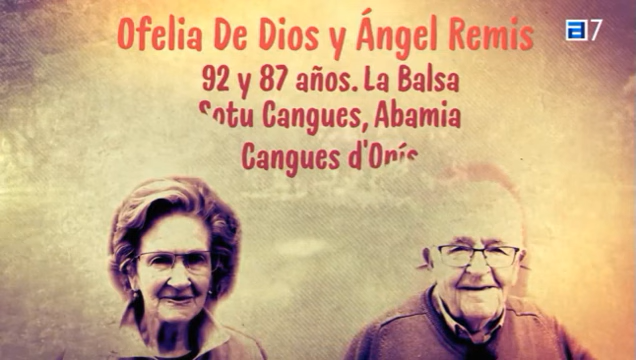 Ofelia De Dios y Ángel Remis
a7
92 y 87 años. La Balsa
Sotu Cangues, Abamia
Cangues d'Onís